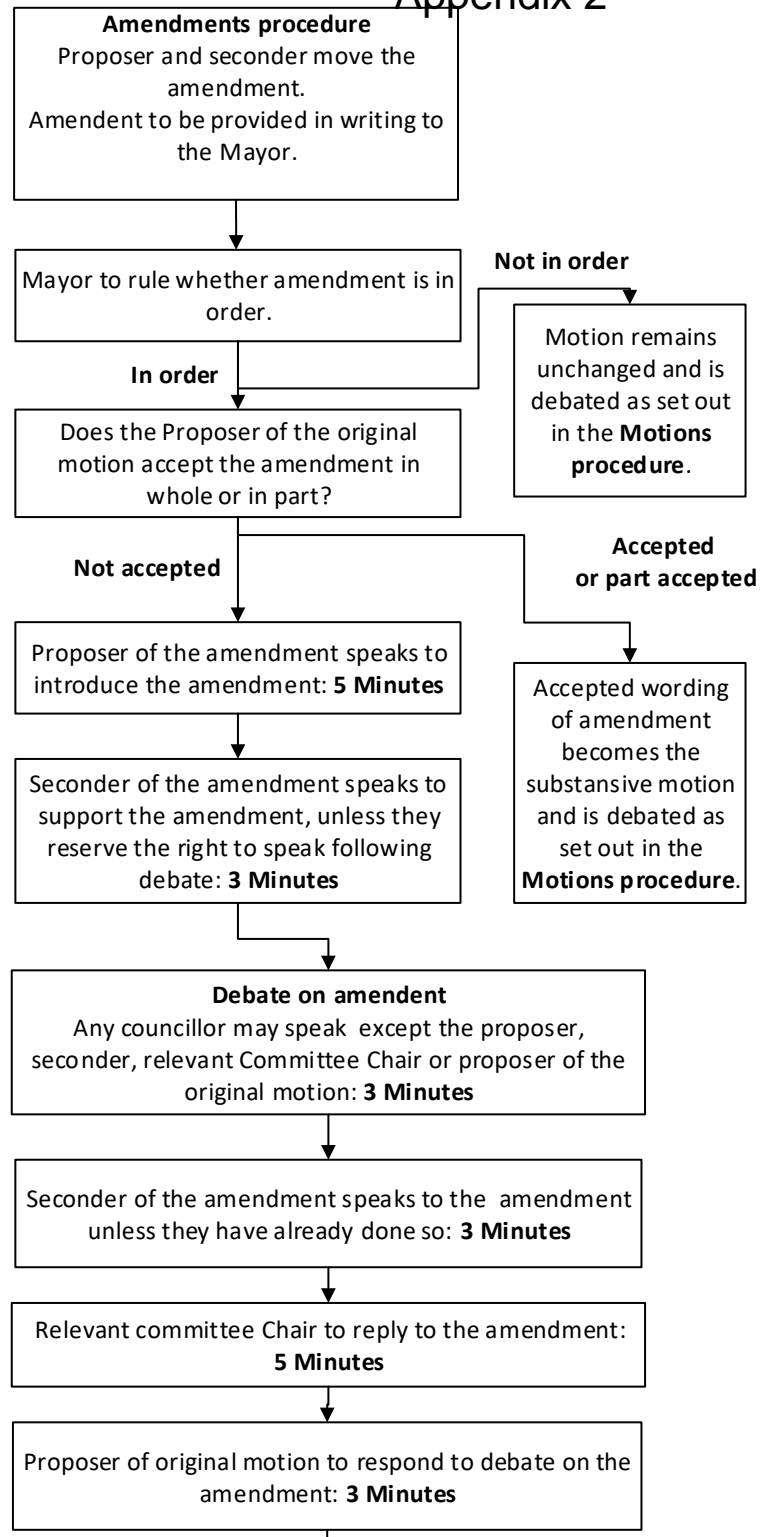 Appendix 2
Amendments procedure
Proposer and seconder move the
amendment.
Amendent to be provided in writing to
the Mayor.
Mayor to rule whether amendment is in
order.
Not in order
Motion remains
unchanged and is
debated as set out
in the Motions
procedure.
In order
Does the Proposer of the original
motion accept the amendment in
whole or in part?
Accepted
or part accepted
Not accepted
Proposer of the amendment speaks to
introduce the amendment: 5 Minutes
Accepted wording
of amendment
becomes the
substansive motion
and is debated as
set out in the
Motions procedure.
Seconder of the amendment speaks to
support the amendment, unless they
reserve the right to speak following
debate: 3 Minutes
Debate on amendent
Any councillor may speak except the proposer,
seconder, relevant Committee Chair or proposer of the
original motion: 3 Minutes
Seconder of the amendment speaks to the amendment
unless they have already done so: 3 Minutes
Relevant committee Chair to reply to the amendment:
5 Minutes
Proposer of original motion to respond to debate on the
amendment: 3 Minutes